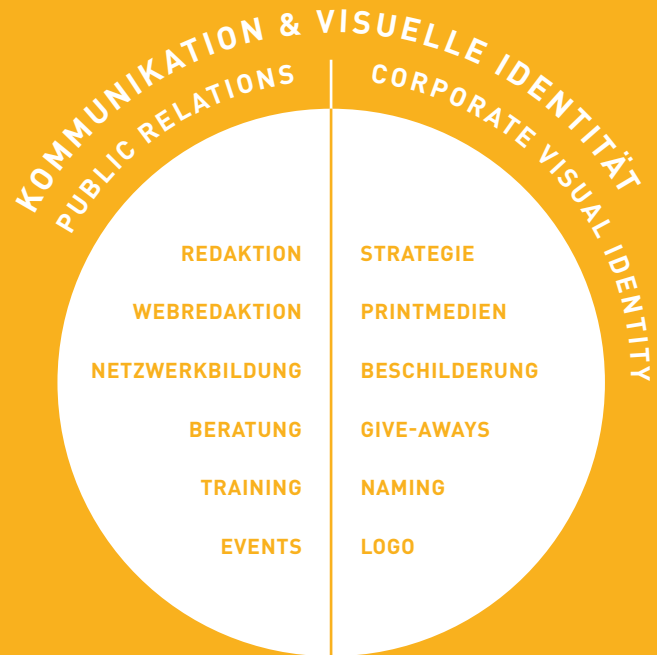 KOMMUNIKATION & VISUELLE IDENTITÄT
PUBLIC RELATIONS
CORPORATE VISUAL IDENTITY
REDAKTION
WEBREDAKTION
NETZWERKBILDUNG
BERATUNG
TRAINING
EVENTS
STRATEGIE
PRINTMEDIEN
BESCHILDERUNG
GIVE-AWAYS
NAMING
LOGO